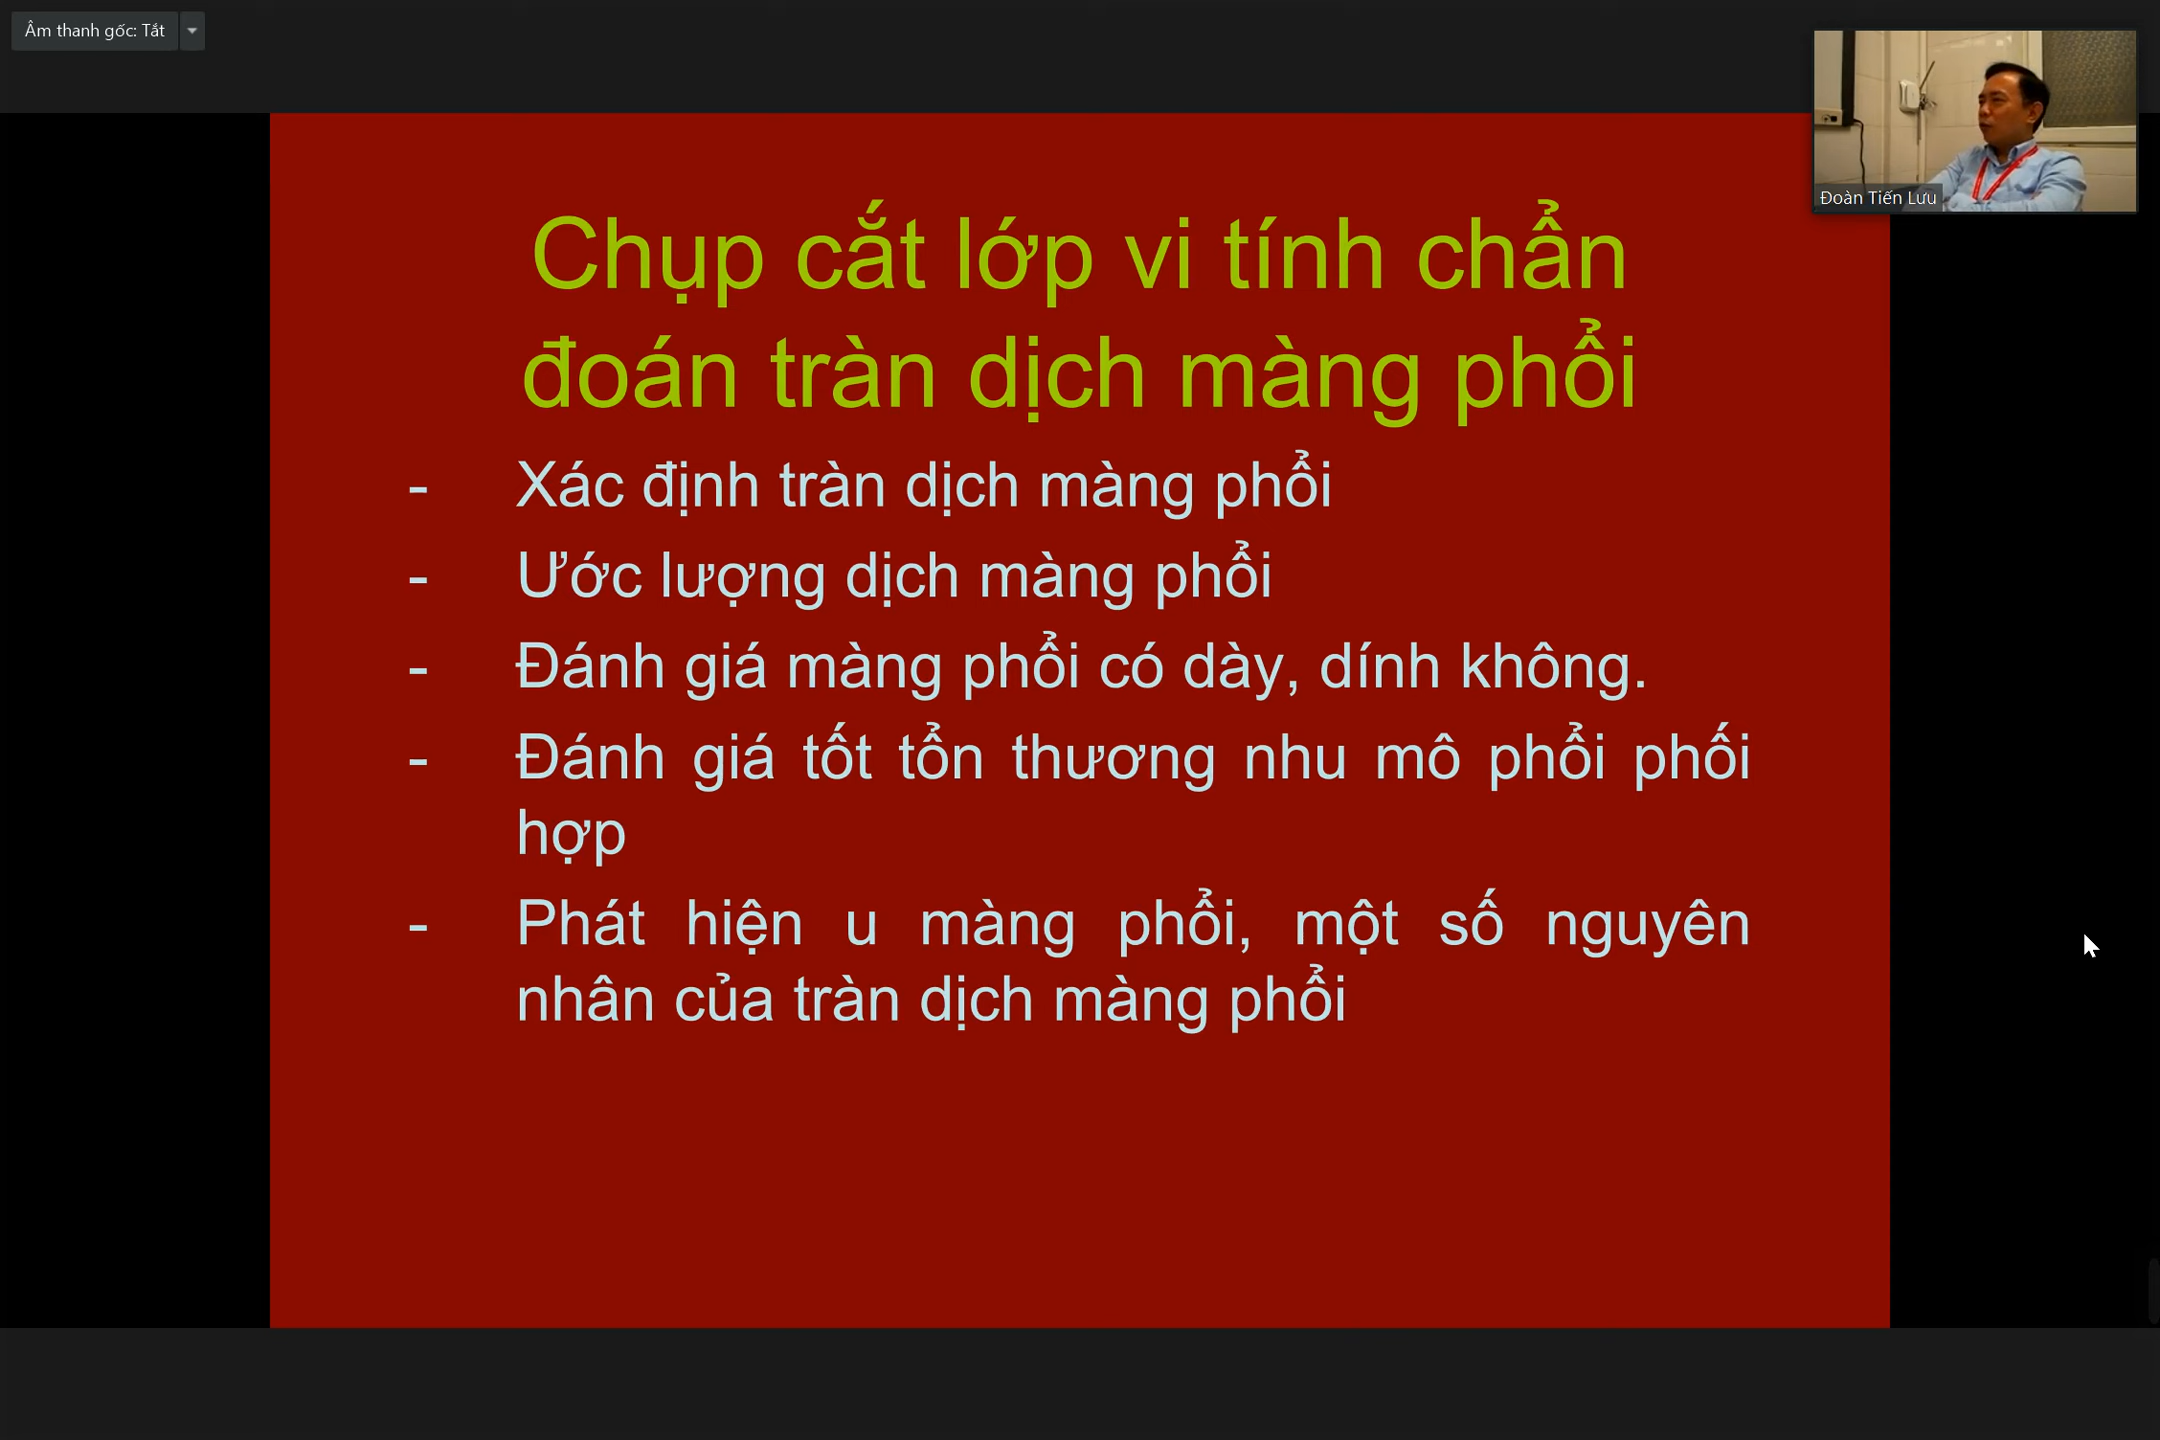 Âm thanh gốc: Tắt
Đoàn Tiến Lưu
Chụp cắt lớp vi tính chẩn
đoán tràn dịch màng phổi
- Xác định tràn dịch màng phổi
- Ước lượng dịch màng phổi
- Đánh giá màng phổi có dày, dính không.
- Đánh giá tốt tổn thương nhu mô phổi phối
hợp
- Phát hiện u màng phổi, một số nguyên
nhân của tràn dịch màng phổi